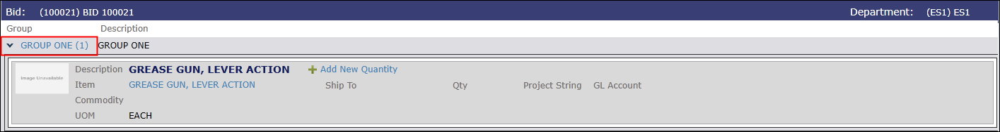 Bid: (100021) BID 100021 Department: (ES1) ES1
Group Description
GROUP ONE (1) GROUP ONE
Image Unavailable
Description GREASE GUN, LEVER ACTION Add New Quantity
Item GREASE GUN, LEVER ACTION Ship To Qty Project String GL Account
Commodity
UOM EACH